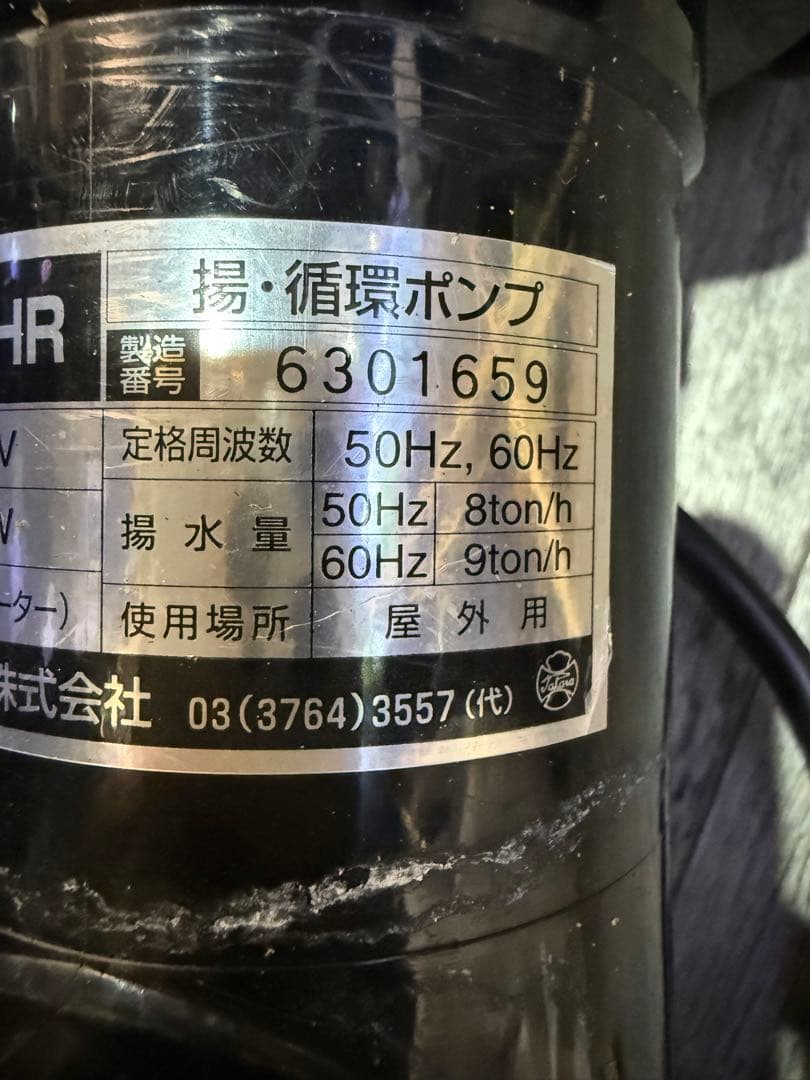 HR
揚・循環ポンプ
製造番号 6301659
V 定格周波数 50Hz, 60Hz
W 揚水量 50Hz 8ton/h
60Hz 9ton/h
ーター) 使用場所 屋外用
株式会社 03(3764)3557(代) Tatara